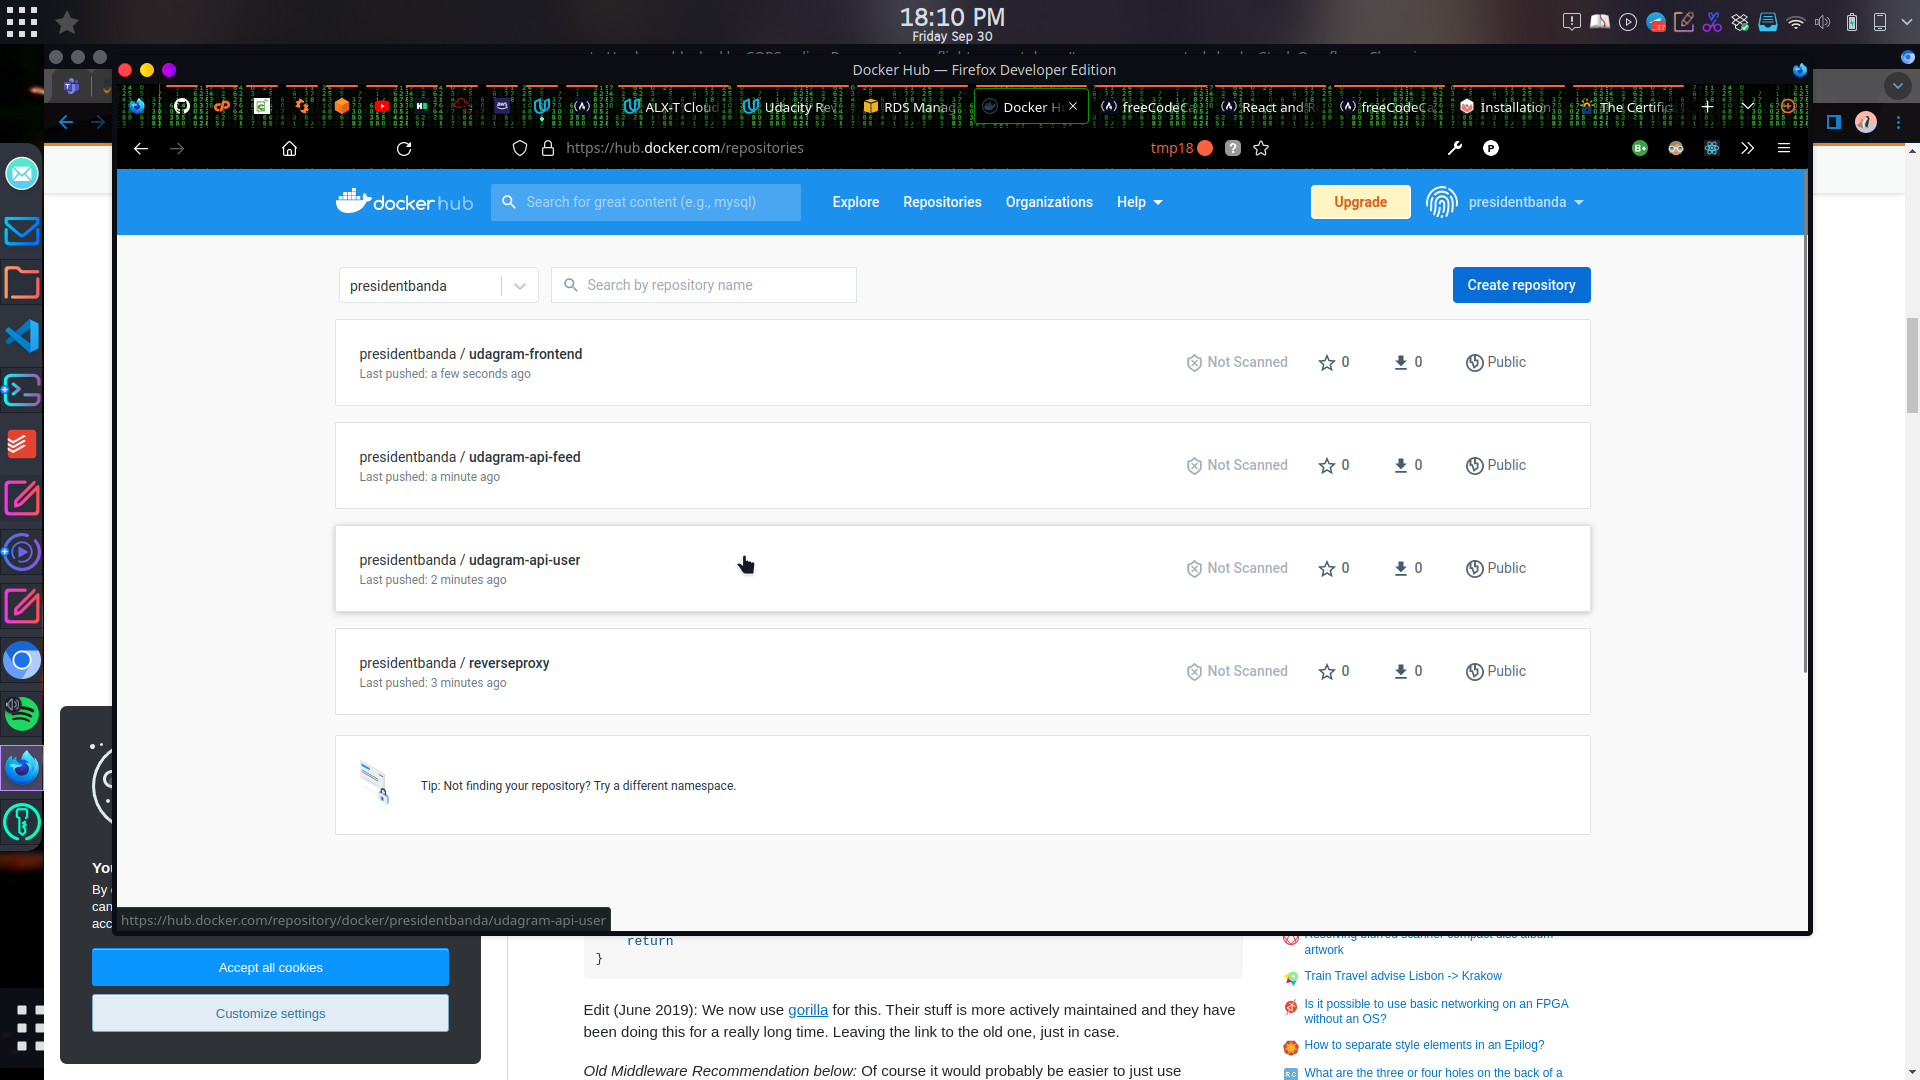 18:10 PM
Friday Sep 30
Docker Hub — Firefox Developer Edition
ALX-T Clou
Udacity Re
RDS Mana
Docker H
freeCodeC
React and
freeCodeC
Installation
The Certific
https://hub.docker.com/repositories
tmp18
docker hub
Search for great content (e.g., mysql)
Explore
Repositories
Organizations
Help
Upgrade
presidentbanda
presidentbanda
Search by repository name
Create repository
presidentbanda / udagram-frontend
Last pushed: a few seconds ago
Not Scanned
0
0
Public
presidentbanda / udagram-api-feed
Last pushed: a minute ago
Not Scanned
0
0
Public
presidentbanda / udagram-api-user
Last pushed: 2 minutes ago
Not Scanned
0
0
Public
presidentbanda / reverseproxy
Last pushed: 3 minutes ago
Not Scanned
0
0
Public
Tip: Not finding your repository? Try a different namespace.
https://hub.docker.com/repository/docker/presidentbanda/udagram-api-user
You
By
can
acc
Accept all cookies
Customize settings
return
}
Edit (June 2019): We now use gorilla for this. Their stuff is more actively maintained and they have
been doing this for a really long time. Leaving the link to the old one, just in case.
Old Middleware Recommendation below: Of course it would probably be easier to just use
artwork
Train Travel advise Lisbon -> Krakow
Is it possible to use basic networking on an FPGA
without an OS?
How to separate style elements in an Epilog?
What are the three or four holes on the back of a